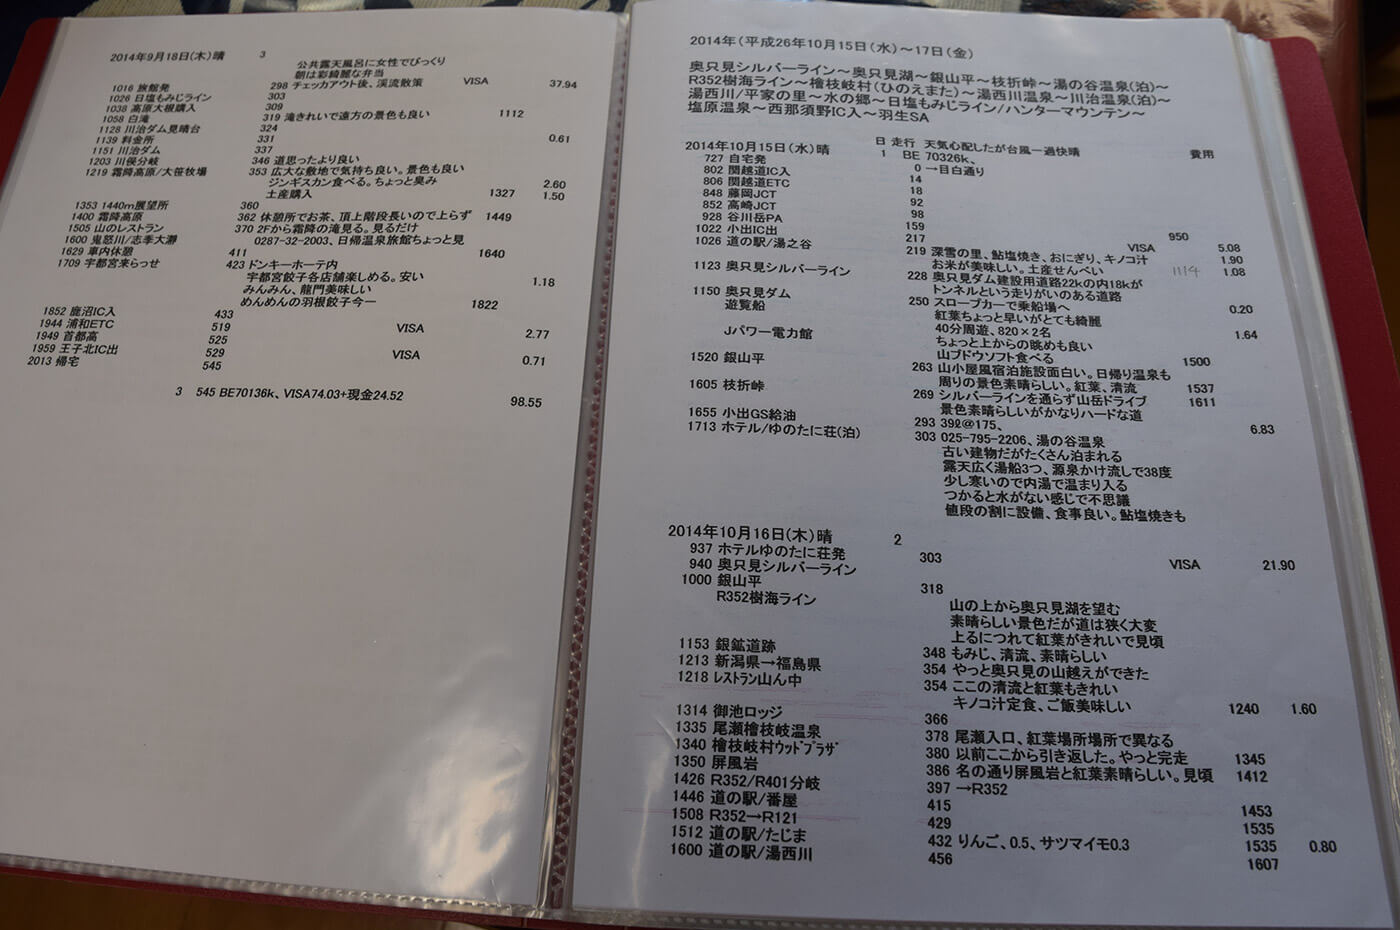 2014年9月18日(木)晴 3
公共露天風呂に女性でびっくり
朝は彩綺麗な弁当
1016 旅館発 298 チェックアウト後、渓流散策 VISA 37.94
1026 日塩もみじライン 303
1038 高原大根購入 309
1058 白滝 319 滝きれいで遠方の景色も良い 1112
1128 川治ダム見晴台 324
1139 料金所 331 0.61
1151 川治ダム 337
1203 川俣分岐 346 道思ったより良い
1219 霧降高原/大笹牧場 353 広大な敷地で気持ち良い。景色も良い
ジンギスカン食べる。ちょっと臭み 2.60
土産購入 1327 1.50
1353 1440m展望所 360
1400 霧降高原 362 休憩所でお茶、頂上階段長いので上らず 1449
1505 山のレストラン 370 2Fから霧降の滝見る。見るだけ
1600 鬼怒川/志季大瀞 0287-32-2003、日帰温泉旅館ちょっと見
1629 車内休憩 411 1640
1709 宇都宮来らっせ 423 ドンキーホーテ内
宇都宮餃子各店舗楽しめる。安い 1.18
みんみん、龍門美味しい
めんめんの羽根餃子今一 1822
1852 鹿沼IC入 433
1944 浦和ETC 519 VISA 2.77
1949 首都高 525
1959 王子北IC出 529 VISA 0.71
2013 帰宅 545
3 545 BE70136k、VISA74.03+現金24.52 98.55
2014年(平成26年10月15日(水)～17日(金)
奥只見シルバーライン～奥只見湖～銀山平～枝折峠～湯の谷温泉(泊)～
R352樹海ライン～檜枝岐村(ひのえまた)～湯西川温泉～川治温泉(泊)～
湯西川/平家の里～水の郷～日塩もみじライン/ハンターマウンテン～
塩原温泉～西那須野IC入～羽生SA
日 走行 天気心配したが台風一過快晴 費用
2014年10月15日(水)晴 1 BE 70326k、
727 自宅発 0 →目白通り
802 関越道IC入 14
806 関越道ETC 18
848 藤岡JCT 92
852 高崎JCT 98
928 谷川岳PA 159 950
1022 小出IC出 217 VISA 5.08
1026 道の駅/湯之谷 219 深雪の里、鮎塩焼き、おにぎり、キノコ汁 1.90
お米が美味しい。土産せんべい 1114 1.08
1123 奥只見シルバーライン 228 奥只見ダム建設用道路22kの内18kが
トンネルという走りがいのある道路
1150 奥只見ダム 250 スロープカーで乗船場へ 0.20
遊覧船 紅葉ちょっと早いがとても綺麗
40分周遊、820×2名 1.64
Jパワー電力館 ちょっと上からの眺めも良い
山ブドウソフト食べる 1500
1520 銀山平 263 山小屋風宿泊施設面白い。日帰り温泉も
周りの景色素晴らしい。紅葉、清流 1537
1605 枝折峠 269 シルバーラインを通らず山岳ドライブ 1611
景色素晴らしいがかなりハードな道
1655 小出GS給油 293 39ℓ@175、 6.83
1713 ホテル/ゆのたに荘(泊) 303 025-795-2206、湯の谷温泉
古い建物だがたくさん泊まれる
露天広く湯船3つ、源泉かけ流しで38度
少し寒いので内湯で温まり入る
つかると水がない感じで不思議
値段の割に設備、食事良い。鮎塩焼きも
2014年10月16日(木)晴 2
937 ホテルゆのたに荘発 303 VISA 21.90
940 奥只見シルバーライン
1000 銀山平 318
R352樹海ライン 山の上から奥只見湖を望む
素晴らしい景色だが道は狭く大変
上るにつれて紅葉がきれいで見頃
1153 銀鉱道跡 348 もみじ、清流、素晴らしい
1213 新潟県→福島県 354 やっと奥只見の山越えができた
1218 ﾚｽﾄﾗﾝ山ん中 354 ここの清流と紅葉もきれい
キノコ汁定食、ご飯美味しい 1240 1.60
1314 御池ロッジ 366
1335 尾瀬檜枝岐温泉 378 尾瀬入口、紅葉場所場所で異なる
1340 檜枝岐村ｳｯﾄﾞﾌﾟﾗｻﾞ 380 以前ここから引き返した。やっと完走 1345
1350 屏風岩 386 名の通り屏風岩と紅葉素晴らしい。見頃 1412
1426 R352/R401分岐 397 →R352
1446 道の駅/番屋 415 1453
1508 R352→R121 429 1535
1512 道の駅/たじま 432 りんご、0.5、サツマイモ0.3 1535 0.80
1600 道の駅/湯西川 456 1607